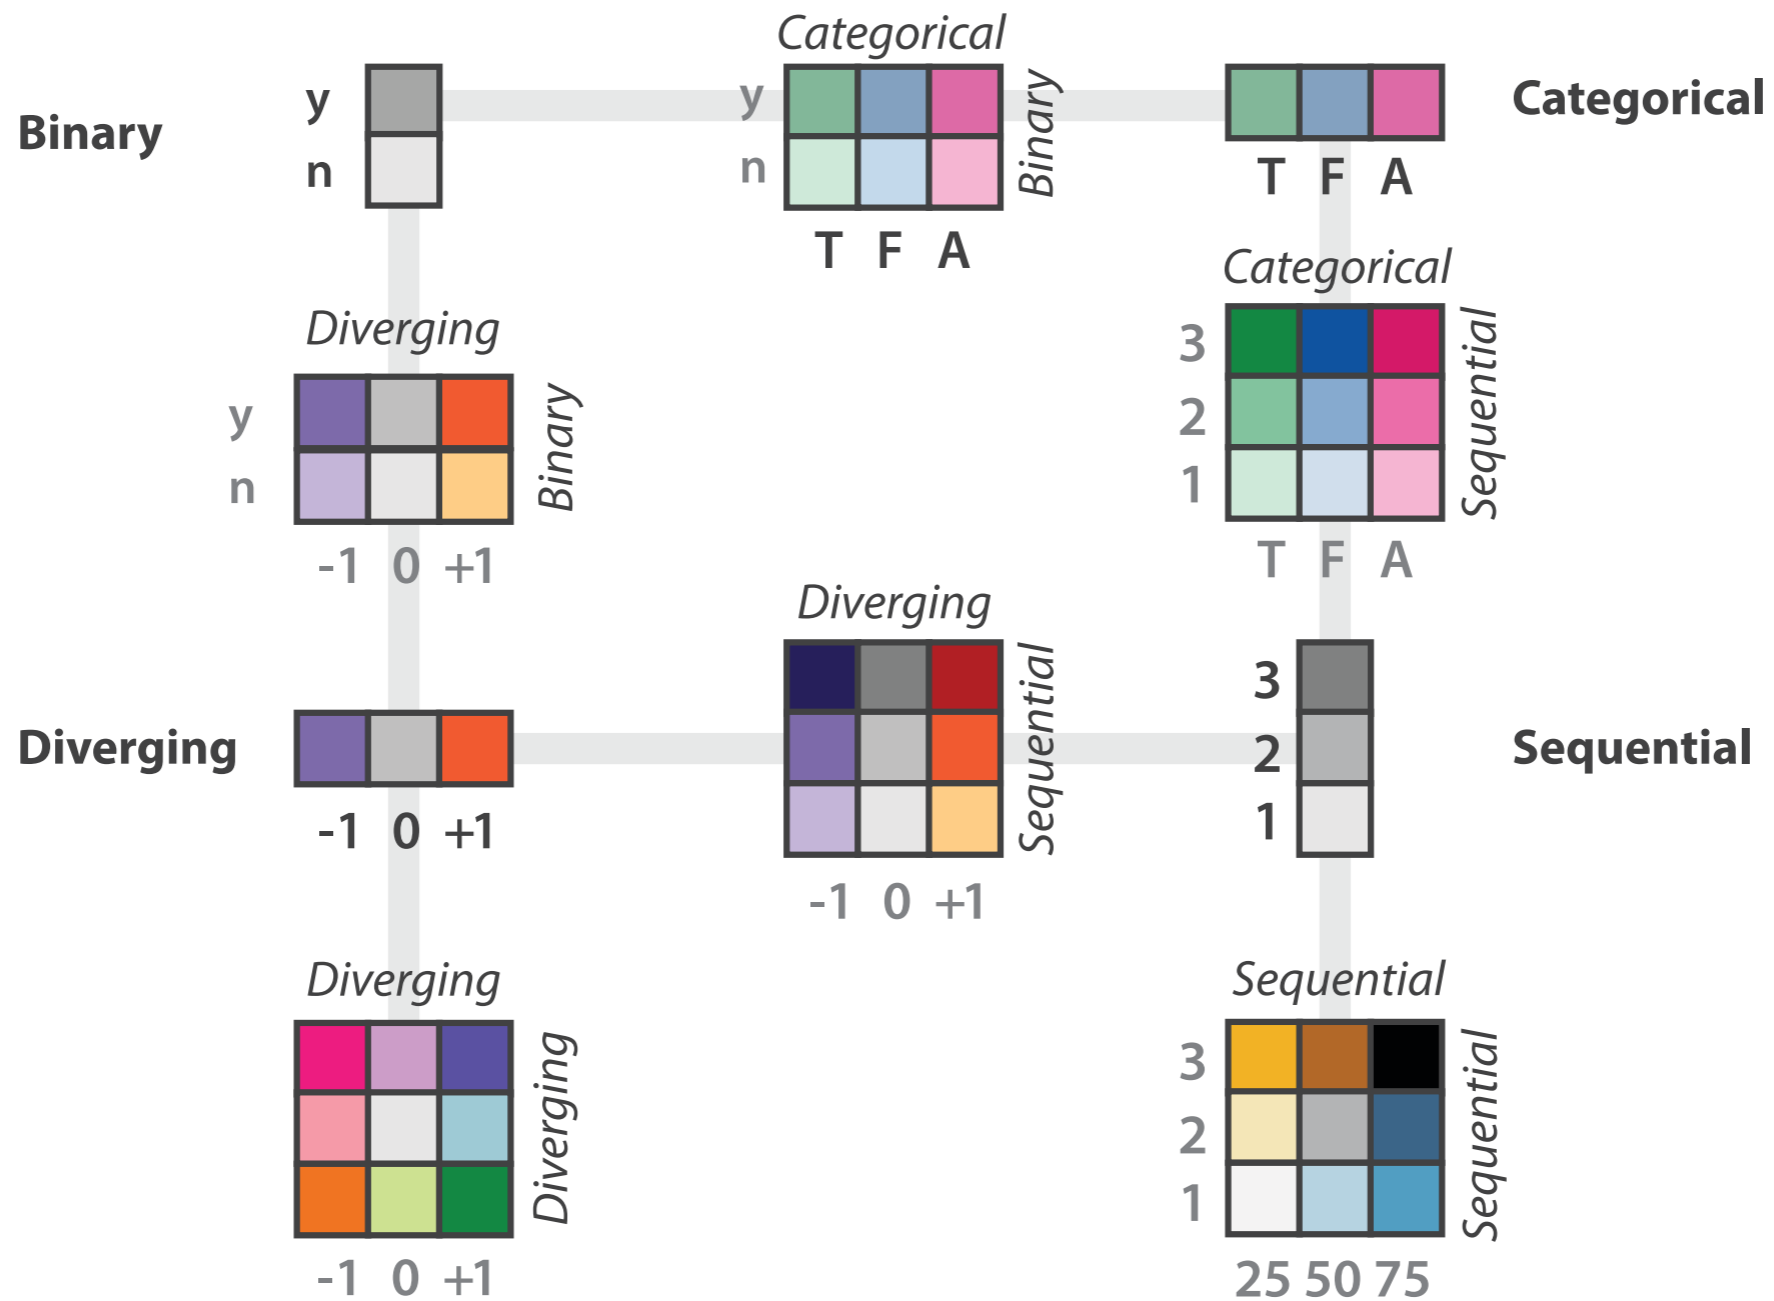 Categorical
Binary
y
n
y
n
Binary
T F A
T F A
Categorical
Diverging
y
n
Binary
-1 0 +1
Categorical
3
2
1
Sequential
T F A
Diverging
-1 0 +1
Diverging
Sequential
-1 0 +1
3
2
1
Sequential
Diverging
Diverging
-1 0 +1
Sequential
3
2
1
Sequential
25 50 75